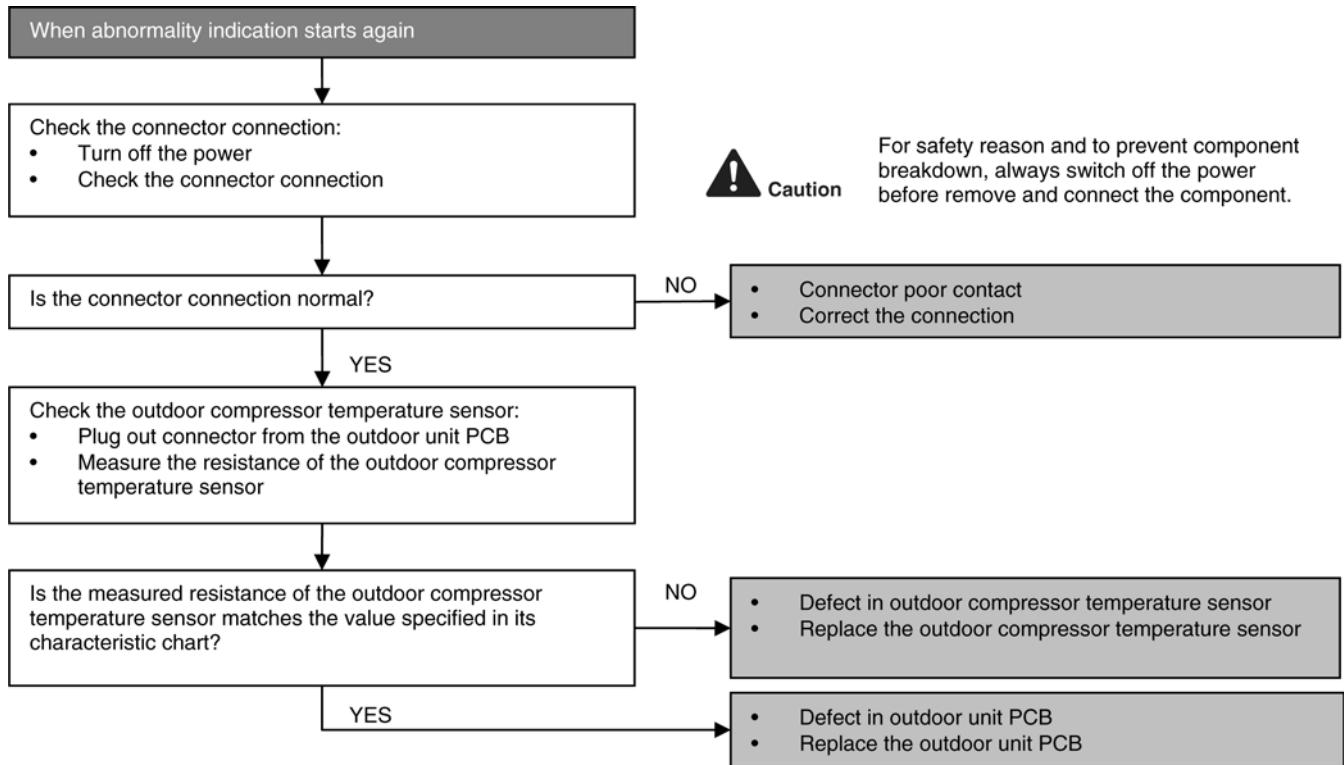 When abnormality indication starts again
Check the connector connection:
• Turn off the power
• Check the connector connection
For safety reason and to prevent component
breakdown, always switch off the power
before remove and connect the component.
Caution
Is the connector connection normal?
NO
• Connector poor contact
• Correct the connection
YES
Check the outdoor compressor temperature sensor:
• Plug out connector from the outdoor unit PCB
• Measure the resistance of the outdoor compressor
temperature sensor
Is the measured resistance of the outdoor compressor
temperature sensor matches the value specified in its
characteristic chart?
NO
• Defect in outdoor compressor temperature sensor
• Replace the outdoor compressor temperature sensor
YES
• Defect in outdoor unit PCB
• Replace the outdoor unit PCB